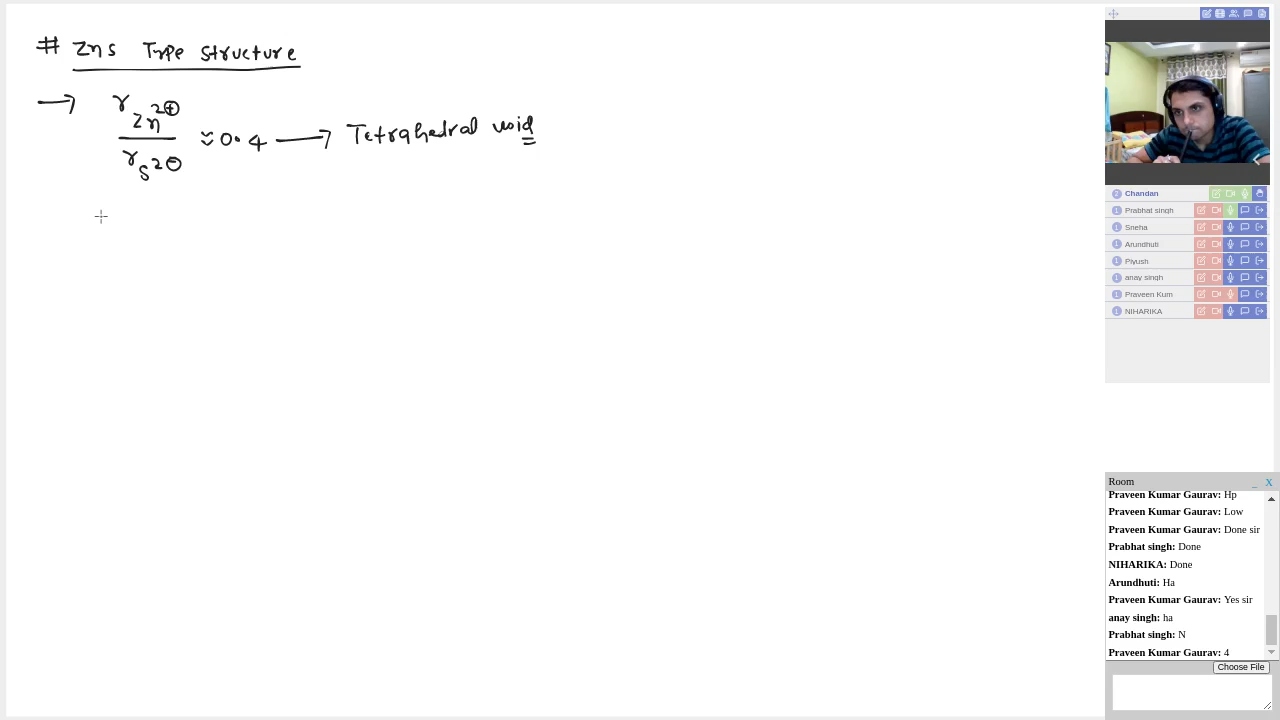 # Zns Type structure
→ r Zn²⊕ / r s²⊖ ≈ 0.4 → Tetrahedral void
Chandan
Prabhat singh
Sneha
Arundhuti
Piyush
anay singh
Praveen Kum
NIHARIKA
Room _ X
Praveen Kumar Gaurav: Hp
Praveen Kumar Gaurav: Low
Praveen Kumar Gaurav: Done sir
Prabhat singh: Done
NIHARIKA: Done
Arundhuti: Ha
Praveen Kumar Gaurav: Yes sir
anay singh: ha
Prabhat singh: N
Praveen Kumar Gaurav: 4
Choose File